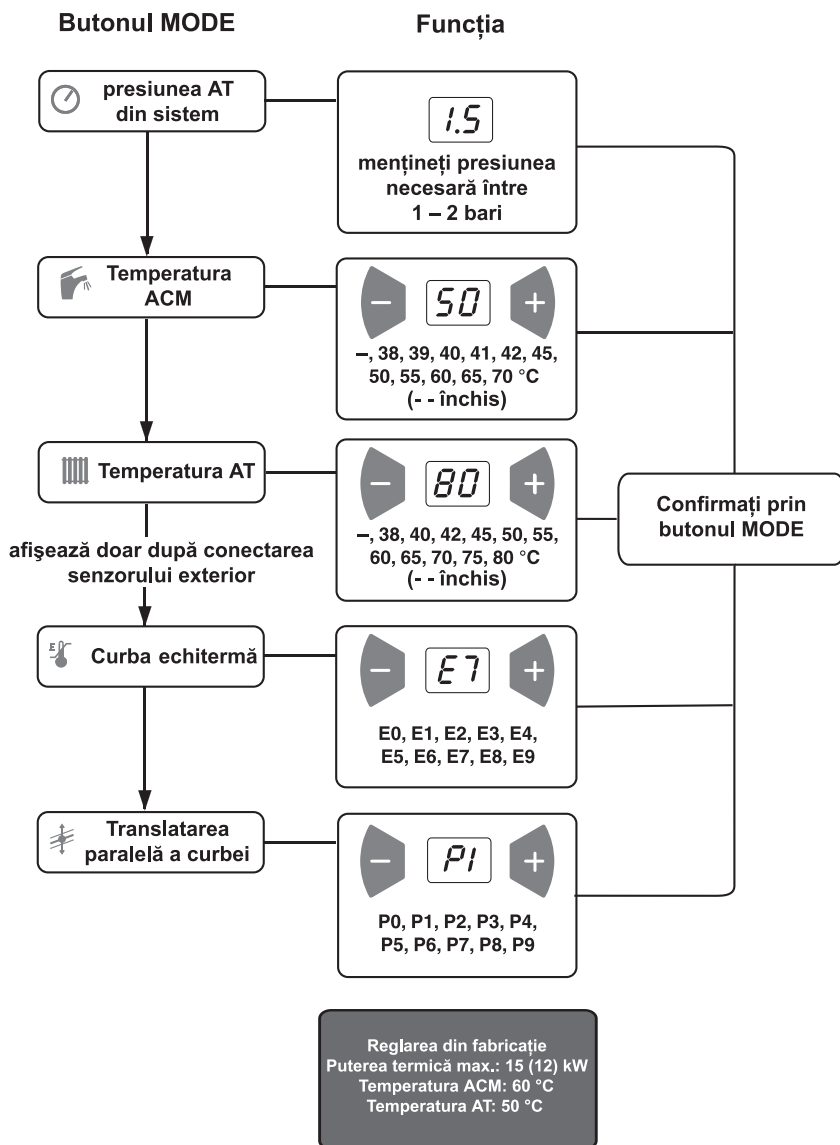 Butonul MODE
Funcția
presiunea AT
din sistem
1.5
mențineți presiunea
necesară între
1 – 2 bari
Temperatura
ACM
50
–, 38, 39, 40, 41, 42, 45,
50, 55, 60, 65, 70 °C
(- - închis)
Temperatura AT
80
–, 38, 40, 42, 45, 50, 55,
60, 65, 70, 75, 80 °C
(- - închis)
Confirmați prin
butonul MODE
afişează doar după conectarea
senzorului exterior
E
Curba echitermă
E7
E0, E1, E2, E3, E4,
E5, E6, E7, E8, E9
Translatarea
paralelă a curbei
P1
P0, P1, P2, P3, P4,
P5, P6, P7, P8, P9
Reglarea din fabricație
Puterea termică max.: 15 (12) kW
Temperatura ACM: 60 °C
Temperatura AT: 50 °C